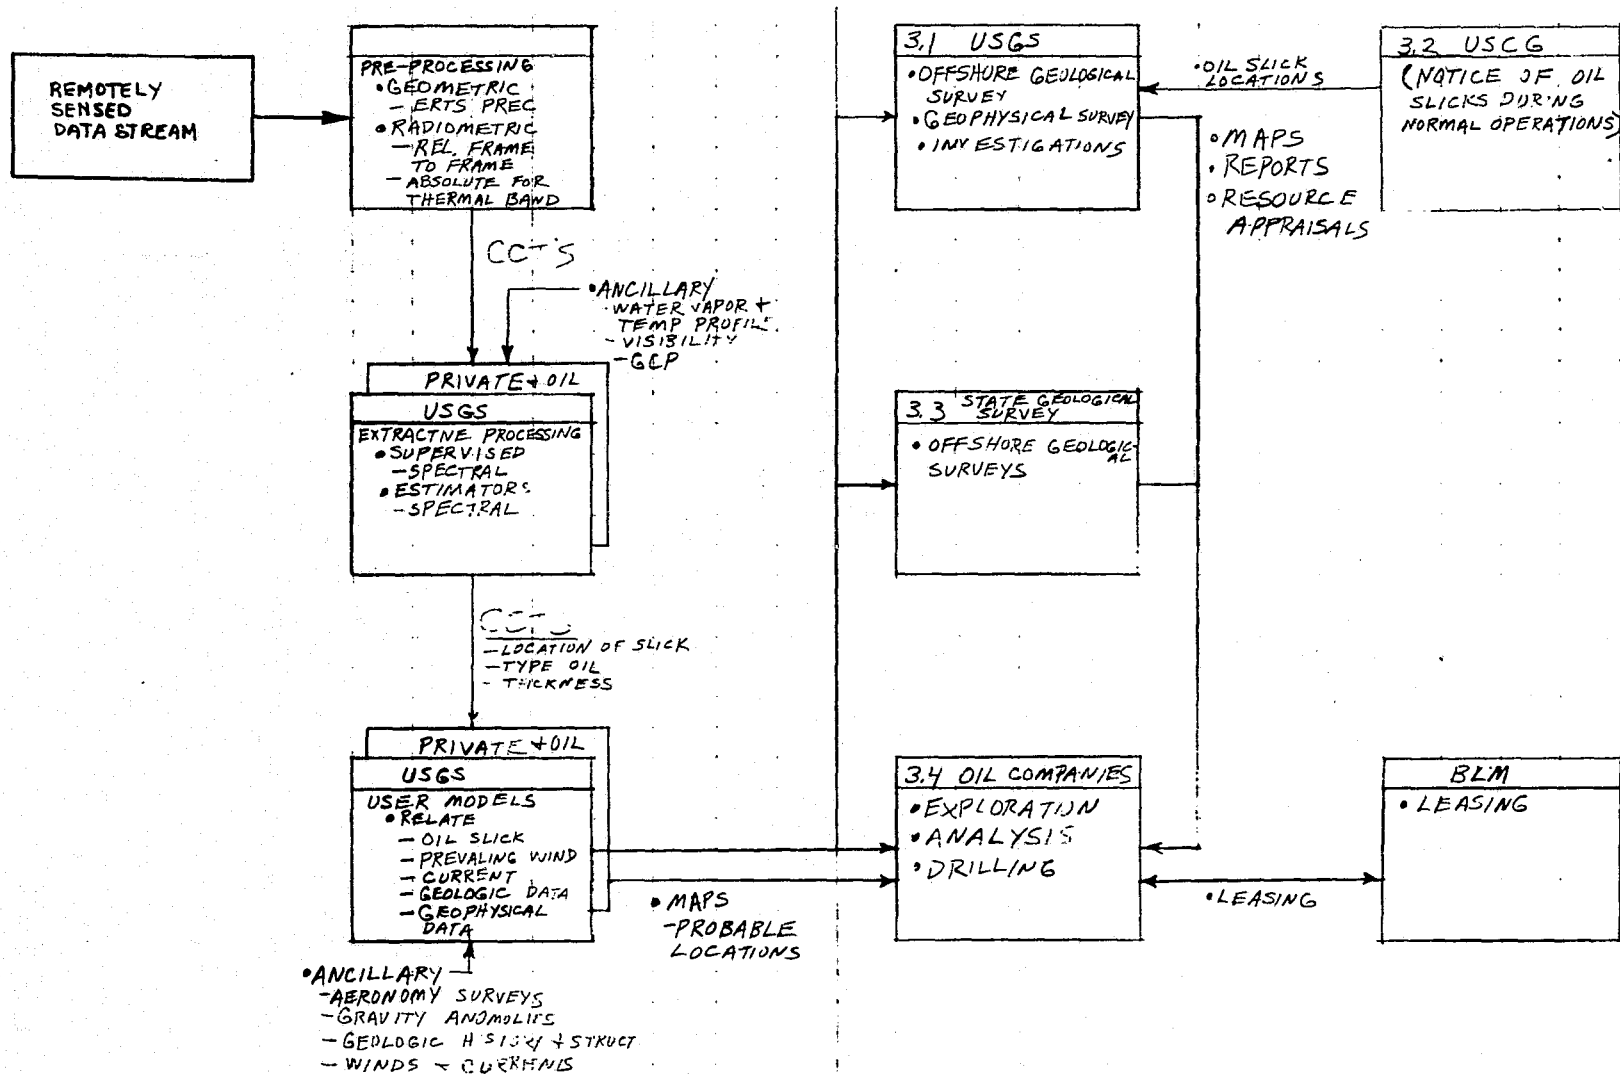 REMOTELY
SENSED
DATA STREAM
PRE-PROCESSING
•GEOMETRIC
- ERTS PREC
•RADIOMETRIC
-REL. FRAME
TO FRAME
- ABSOLUTE FOR
THERMAL BAND
CCT'S
•ANCILLARY
WATER VAPOR +
TEMP PROFILE
- VISIBILITY
-GCP
PRIVATE + OIL
USGS
EXTRACTIVE PROCESSING
•SUPERVISED
-SPECTRAL
•ESTIMATORS
-SPECTRAL
CCTS
-LOCATION OF SLICK
-TYPE OIL
- THICKNESS
PRIVATE + OIL
USGS
USER MODELS
•RELATE
- OIL SLICK
- PREVALING WIND
- CURRENT
- GEOLOGIC DATA
- GEOPHYSICAL
DATA
•ANCILLARY
-AERONOMY SURVEYS
-GRAVITY ANOMOLIES
- GEOLOGIC HISTORY + STRUCT
- WINDS + CURRENTS
•MAPS
-PROBABLE
LOCATIONS
3.1 USGS
•OFFSHORE GEOLOGICAL
SURVEY
•GEOPHYSICAL SURVEY
•INVESTIGATIONS
•OIL SLICK
LOCATIONS
3.2 USCG
(NOTICE OF OIL
SLICKS DURING
NORMAL OPERATIONS)
•MAPS
•REPORTS
•RESOURCE
APPRAISALS
3.3 STATE GEOLOGICAL
SURVEY
•OFFSHORE GEOLOGIC-
AL
SURVEYS
3.4 OIL COMPANIES
•EXPLORATION
•ANALYSIS
•DRILLING
•LEASING
BLM
•LEASING